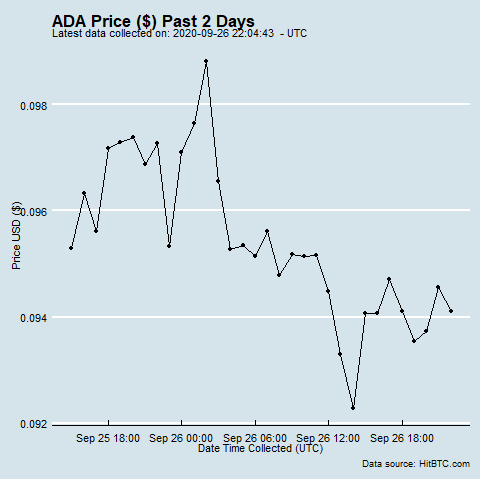 ADA Price ($) Past 2 Days
Latest data collected on: 2020-09-26 22:04:43 - UTC
0.098
0.096
0.094
0.092
Price USD ($)
Sep 25 18:00 Sep 26 00:00 Sep 26 06:00 Sep 26 12:00 Sep 26 18:00
Date Time Collected (UTC)
Data source: HitBTC.com